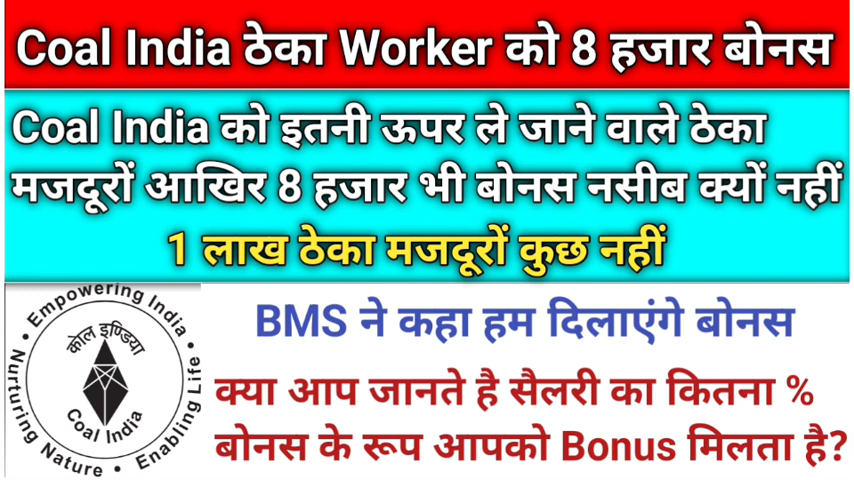 Coal India ठेका Worker को 8 हजार बोनस
Coal India को इतनी ऊपर ले जाने वाले ठेका
मजदूरों आखिर 8 हजार भी बोनस नसीब क्यों नहीं
1 लाख ठेका मजदूरों कुछ नहीं
BMS ने कहा हम दिलाएंगे बोनस
क्या आप जानते है सैलरी का कितना %
बोनस के रूप आपको Bonus मिलता है?
• Empowering India •
Nurturing Nature • Enabling Life
कोल इण्डिया
Coal India